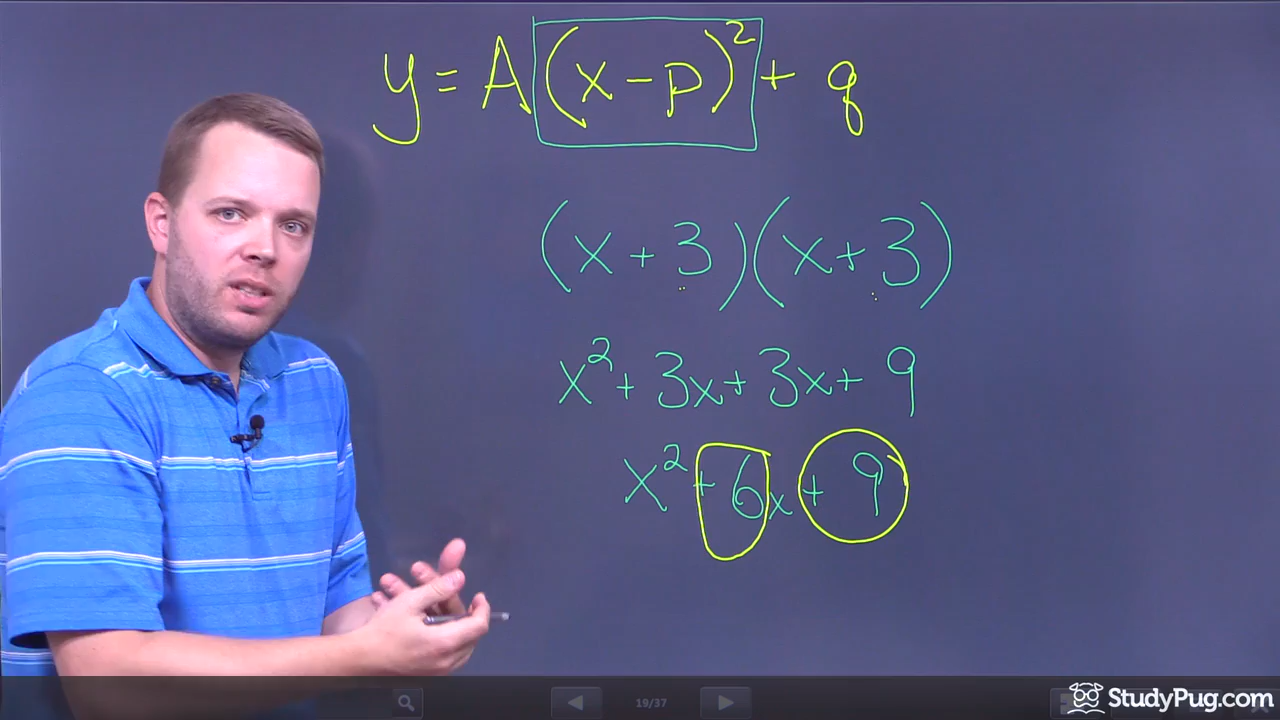 y = A(x - p)² + q
(x + 3)(x + 3)
x² + 3x + 3x + 9
x² + 6x + 9
19/37
StudyPug.com